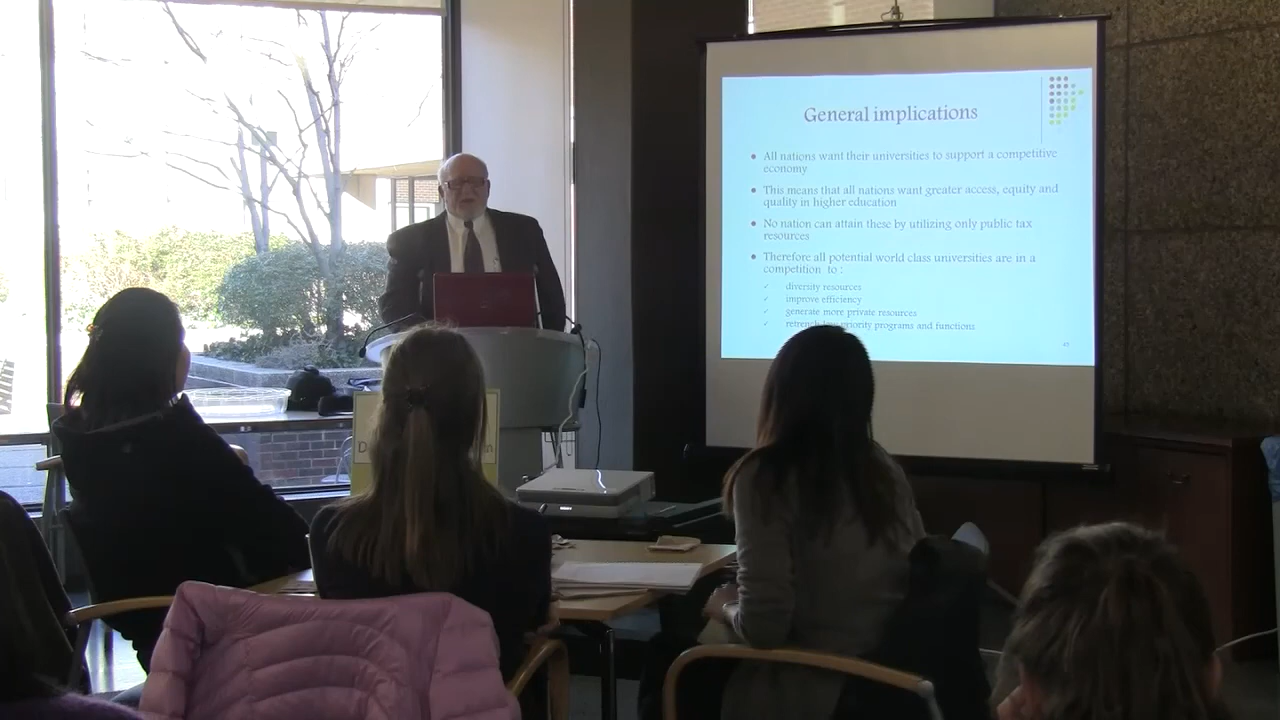 General implications
All nations want their universities to support a competitive
economy
This means that all nations want greater access, equity and
quality in higher education
No nation can attain these by utilizing only public tax
resources
Therefore all potential world class universities are in a
competition to :
diversity resources
improve efficiency
generate more private resources
retrench low priority programs and functions